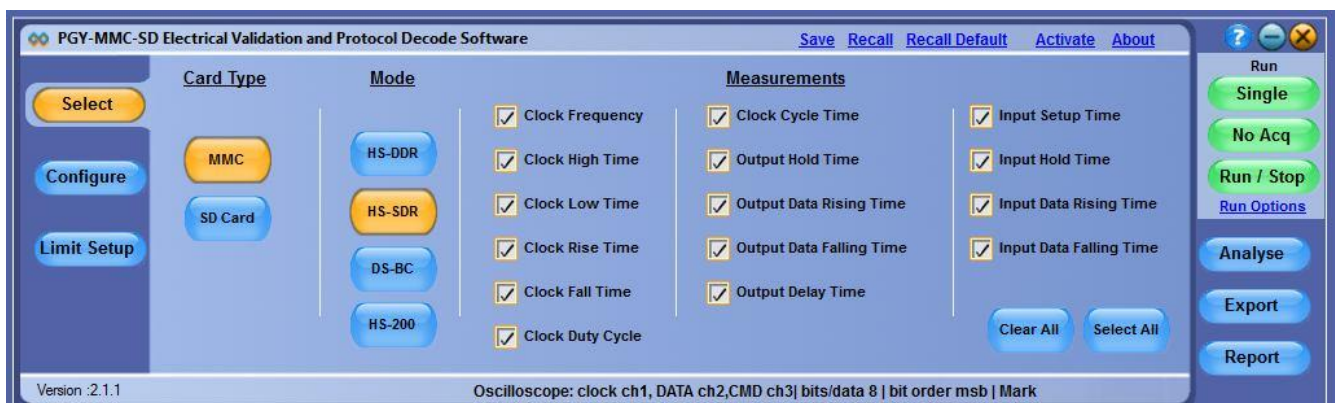 PGY-MMC-SD Electrical Validation and Protocol Decode Software
Save Recall Recall Default Activate About
Select
Configure
Limit Setup
Card Type
MMC
SD Card
Mode
HS-DDR
HS-SDR
DS-BC
HS-200
Measurements
Clock Frequency
Clock High Time
Clock Low Time
Clock Rise Time
Clock Fall Time
Clock Duty Cycle
Clock Cycle Time
Output Hold Time
Output Data Rising Time
Output Data Falling Time
Output Delay Time
Input Setup Time
Input Hold Time
Input Data Rising Time
Input Data Falling Time
Clear All
Select All
?
Run
Single
No Acq
Run / Stop
Run Options
Analyse
Export
Report
Version :2.1.1
Oscilloscope: clock ch1, DATA ch2,CMD ch3| bits/data 8 | bit order msb | Mark